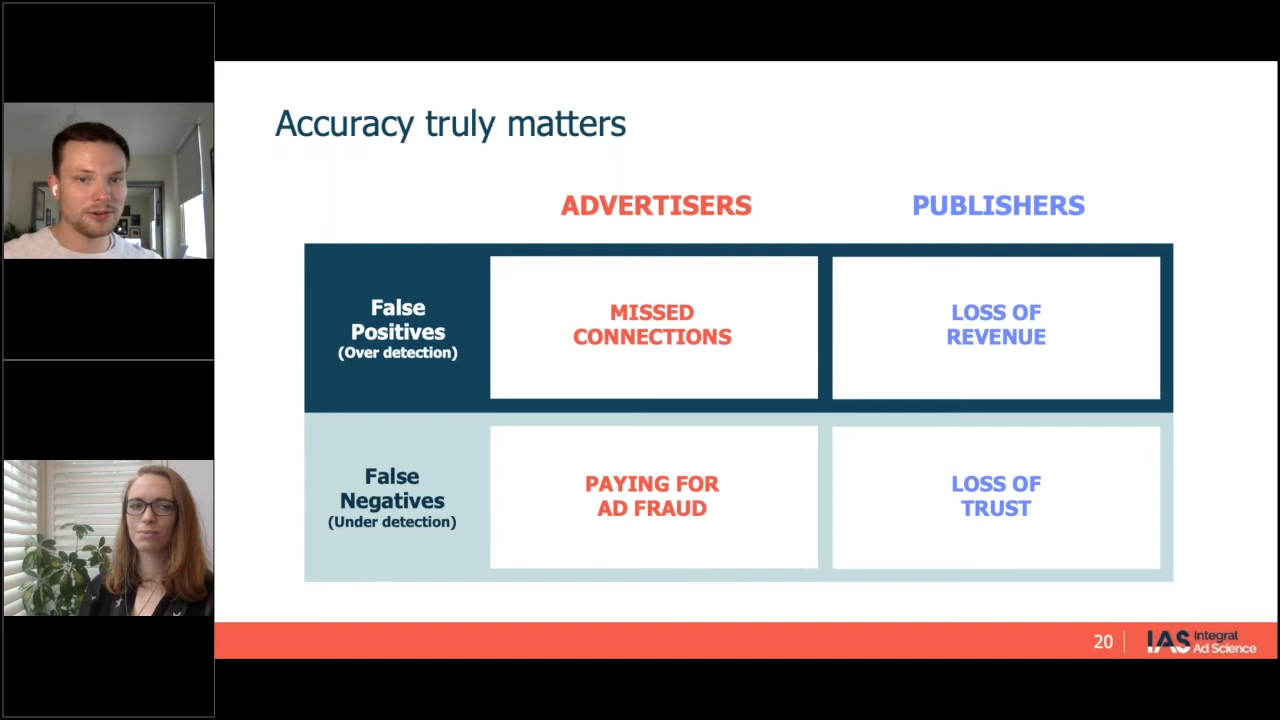 Accuracy truly matters
ADVERTISERS
PUBLISHERS
False
Positives
(Over detection)
MISSED
CONNECTIONS
LOSS OF
REVENUE
False
Negatives
(Under detection)
PAYING FOR
AD FRAUD
LOSS OF
TRUST
20
IAS Integral
Ad Science